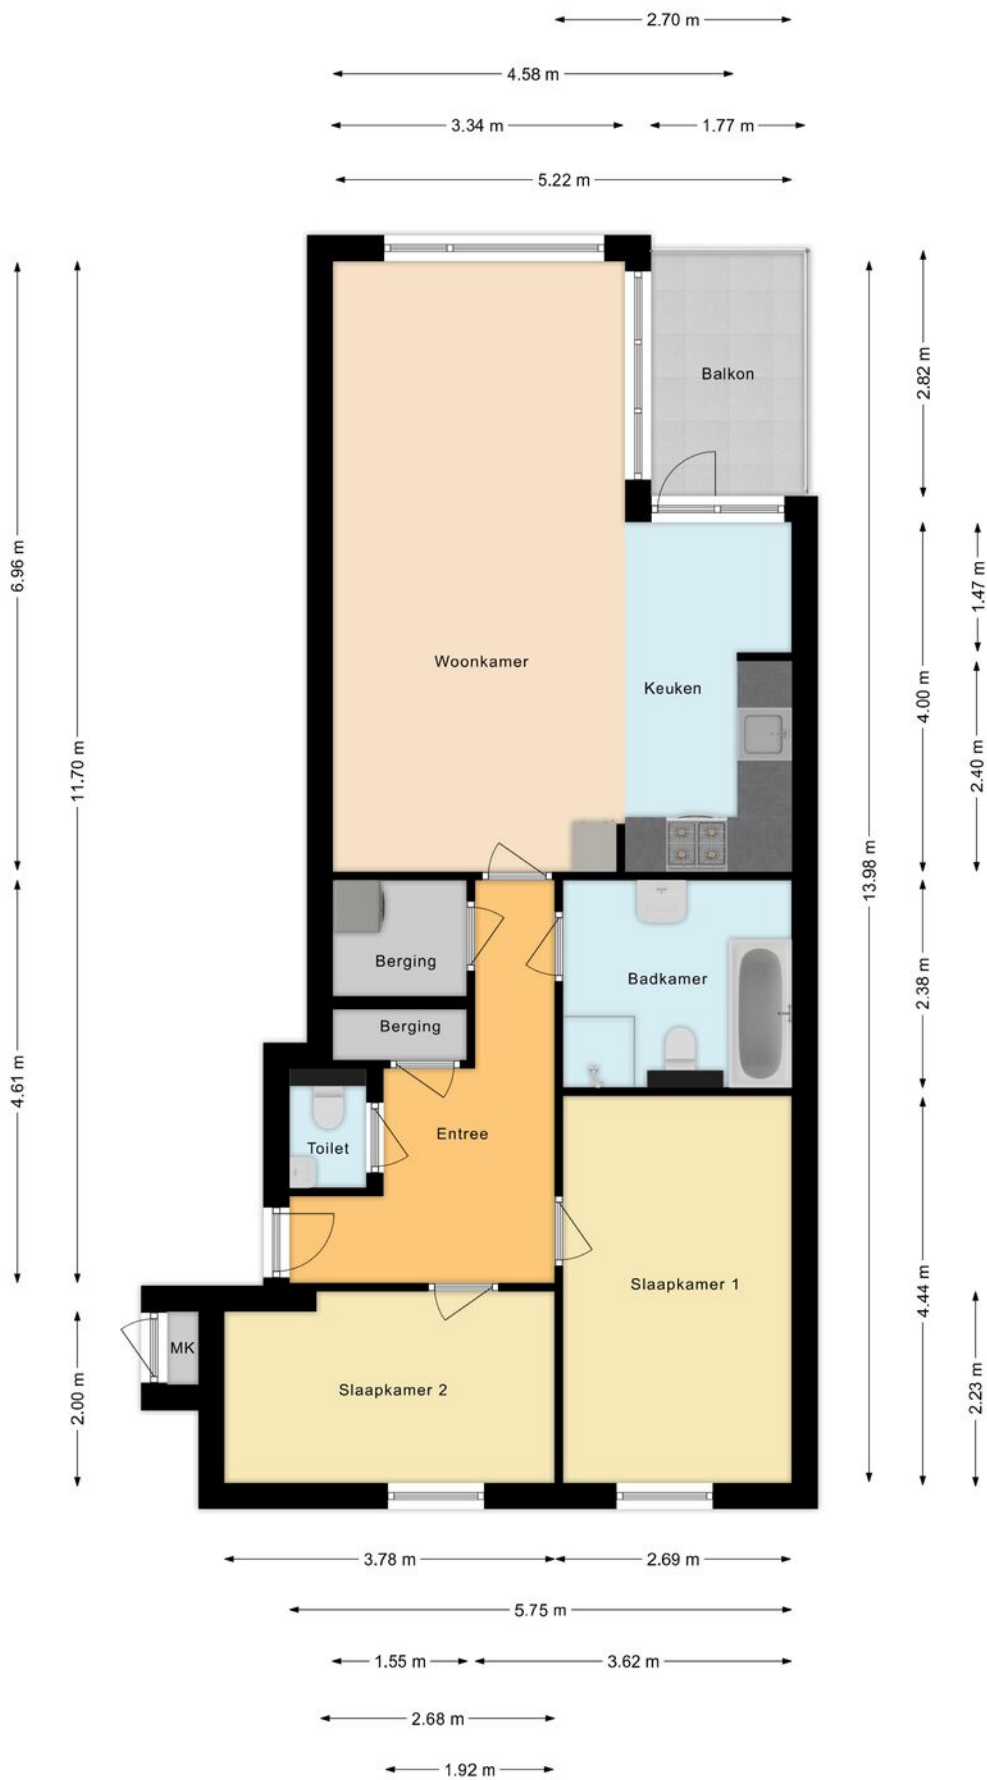 2.70 m
4.58 m
3.34 m
1.77 m
5.22 m
Balkon
2.82 m
6.96 m
1.47 m
Woonkamer
Keuken
4.00 m
11.70 m
2.40 m
13.98 m
Berging
Badkamer
2.38 m
Berging
4.61 m
Toilet
Entree
Slaapkamer 1
4.44 m
MK
Slaapkamer 2
2.00 m
2.23 m
3.78 m
2.69 m
5.75 m
1.55 m
3.62 m
2.68 m
1.92 m